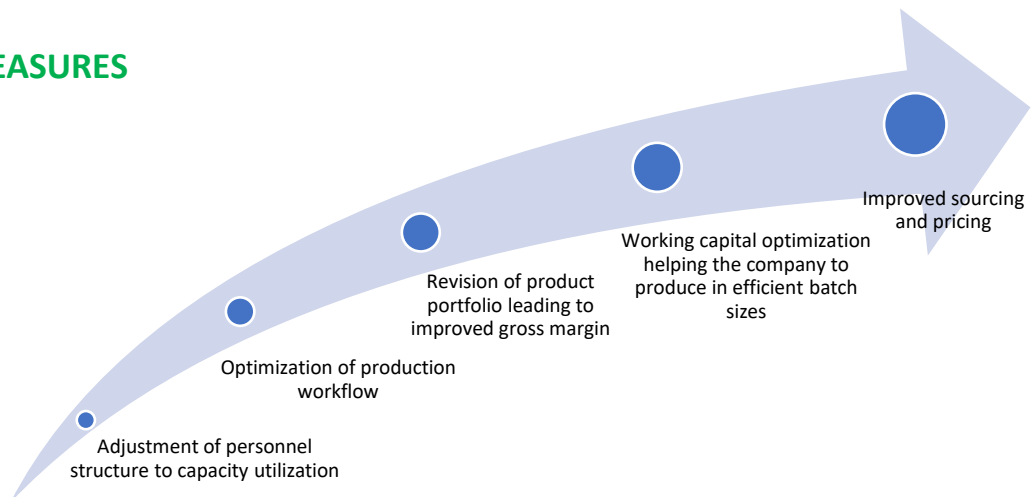 EASURES
Improved sourcing
and pricing
Working capital optimization
helping the company to
produce in efficient batch
sizes
Revision of product
portfolio leading to
improved gross margin
Optimization of production
workflow
Adjustment of personnel
structure to capacity utilization